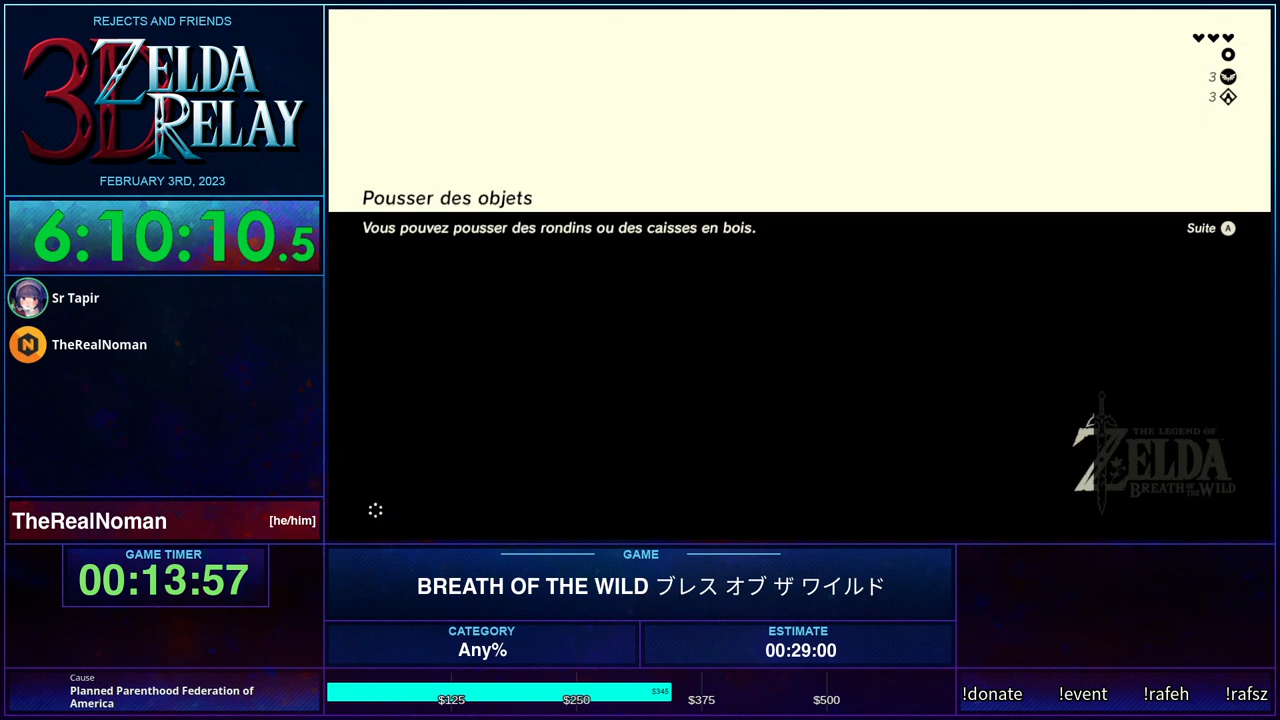 REJECTS AND FRIENDS
3D ZELDA
RELAY
FEBRUARY 3RD, 2023
6:10:10.5
Sr Tapir
N
TheRealNoman
TheRealNoman [he/him]
GAME TIMER
00:13:57
3
3
Pousser des objets
Vous pouvez pousser des rondins ou des caisses en bois.
Suite A
THE LEGEND OF
ZELDA
BREATH OF THE WILD
GAME
BREATH OF THE WILD ブレス オブ ザ ワイルド
CATEGORY
Any%
ESTIMATE
00:29:00
Cause
Planned Parenthood Federation of
America
$345
$125 $250 $375 $500
!donate !event !rafeh !rafsz